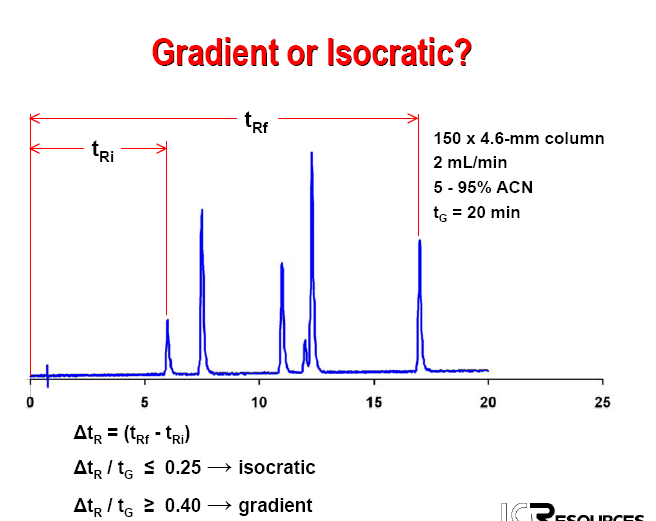 Gradient or Isocratic?
tRf
tRi
150 x 4.6-mm column
2 mL/min
5 - 95% ACN
tG = 20 min
0 5 10 15 20 25
ΔtR = (tRf - tRi)
ΔtR / tG ≤ 0.25 → isocratic
ΔtR / tG ≥ 0.40 → gradient